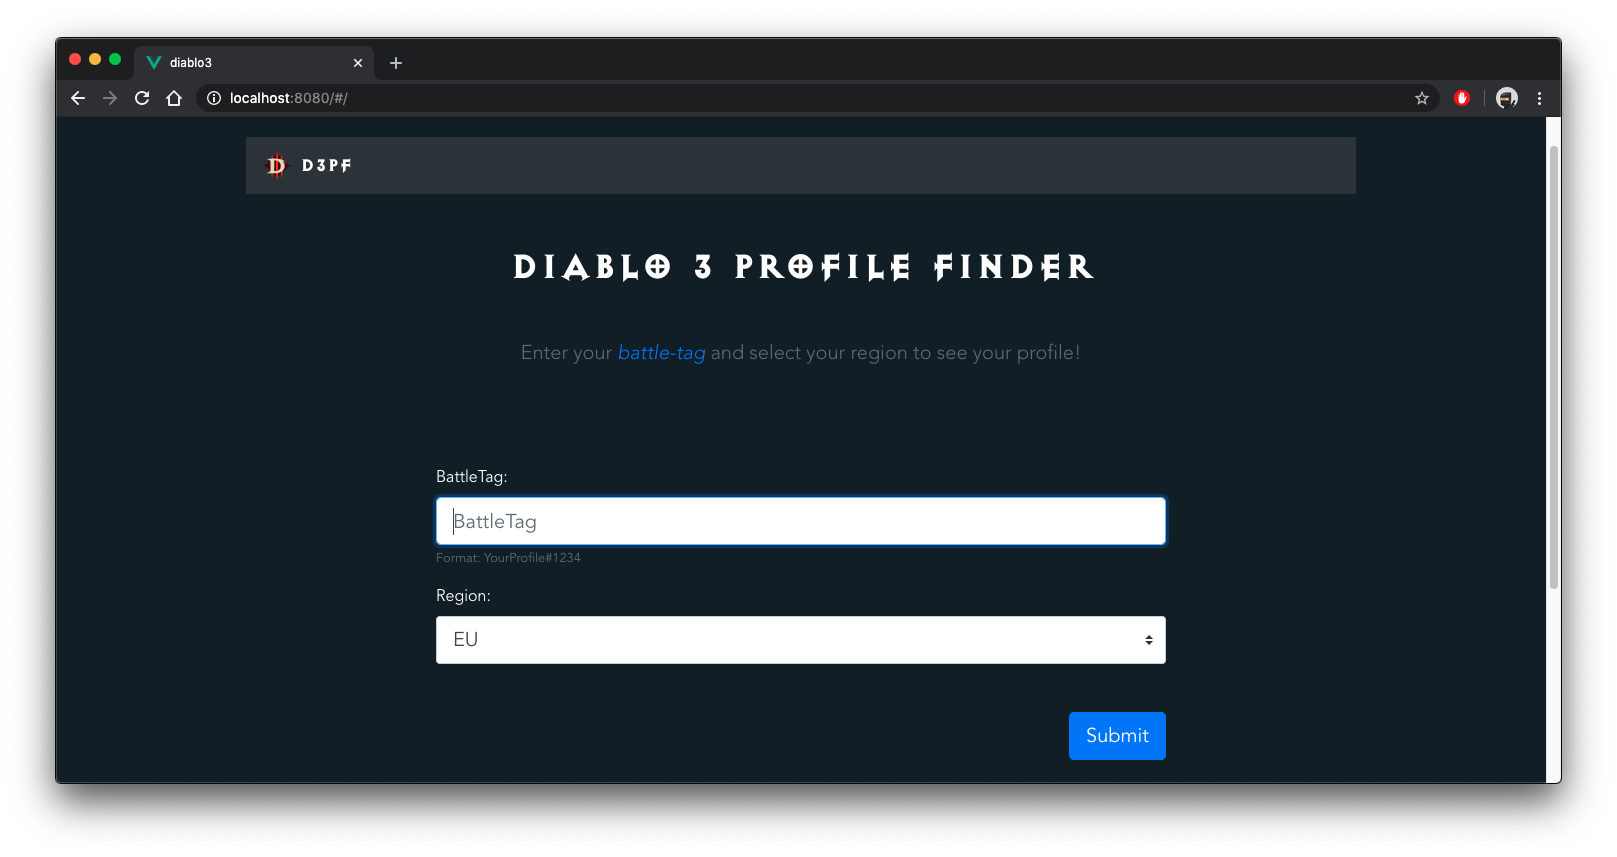 diablo3
localhost:8080/#/
D D3PF
DIABLO 3 PROFILE FINDER
Enter your battle-tag and select your region to see your profile!
BattleTag:
BattleTag
Format: YourProfile#1234
Region:
EU
Submit